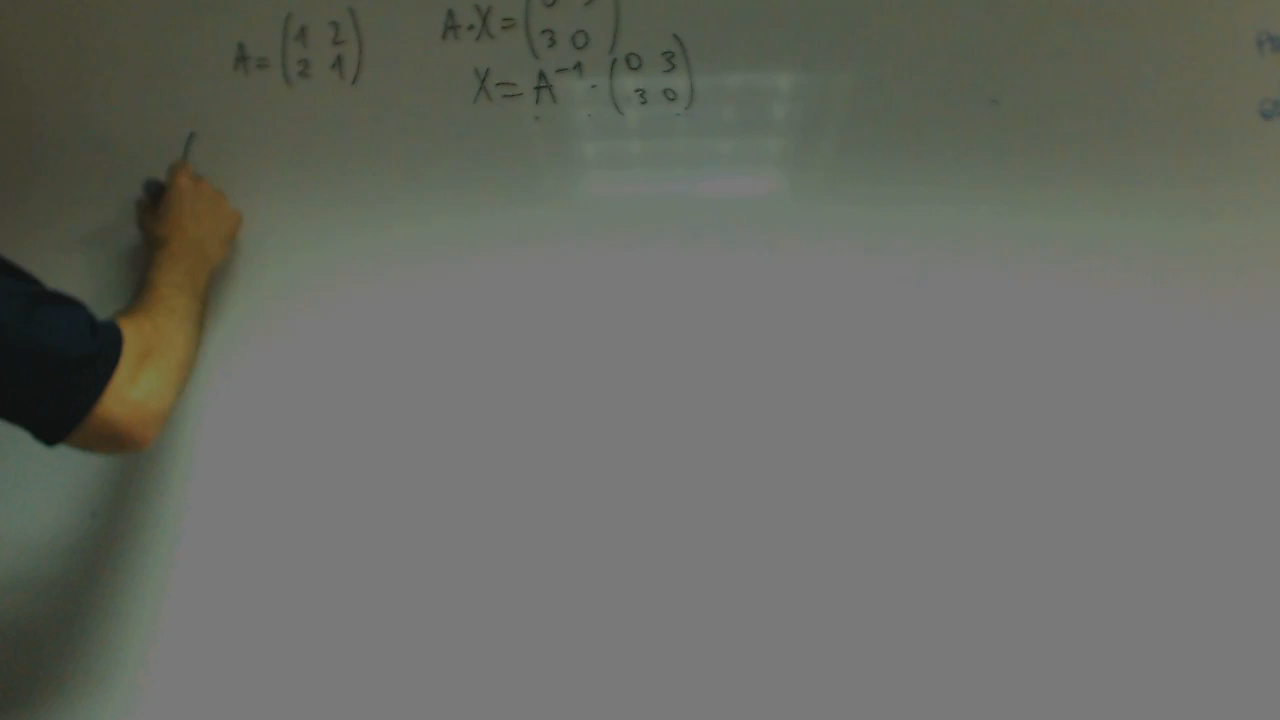 A = (1 2
2 1)
A·X = (
3 0)
X = A⁻¹ · (0 3
3 0)